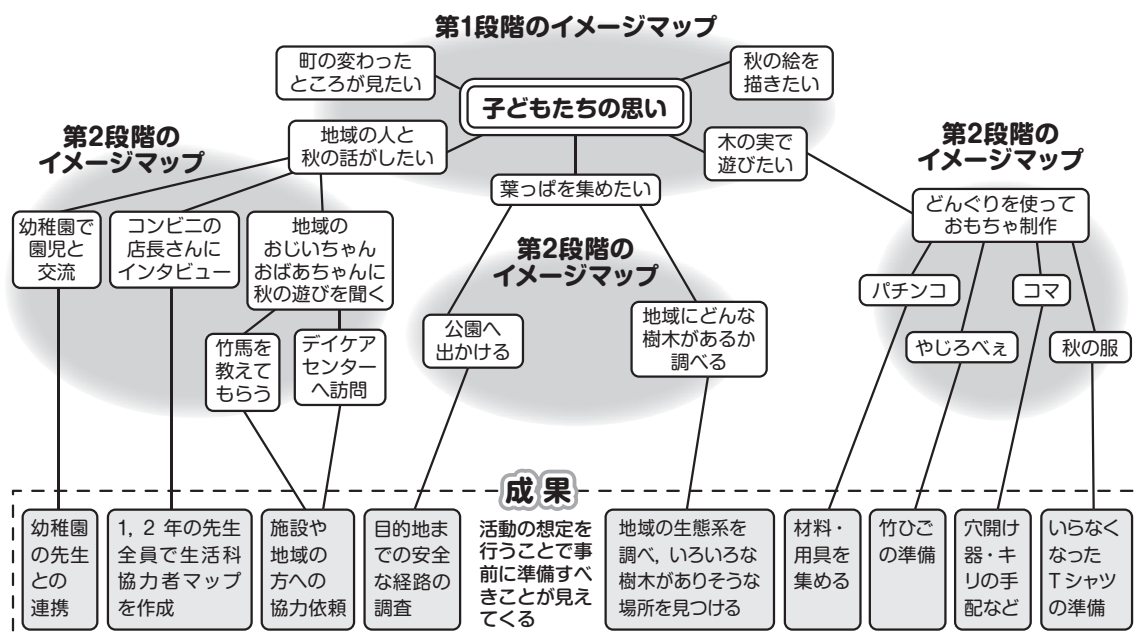 第1段階のイメージマップ
町の変わった
ところが見たい
秋の絵を
描きたい
子どもたちの思い
第2段階の
イメージマップ
地域の人と
秋の話がしたい
木の実で
遊びたい
第2段階の
イメージマップ
葉っぱを集めたい
幼稚園で
園児と
交流
コンビニの
店長さんに
インタビュー
地域の
おじいちゃん
おばあちゃんに
秋の遊びを聞く
第2段階の
イメージマップ
どんぐりを使って
おもちゃ制作
パチンコ
コマ
公園へ
出かける
地域にどんな
樹木があるか
調べる
竹馬を
教えて
もらう
デイケア
センター
へ訪問
やじろべぇ
秋の服
成果
幼稚園
の先生
との
連携
1，2 年の先生
全員で生活科
協力者マップ
を作成
施設や
地域の
方への
協力依頼
目的地ま
での安全
な経路の
調査
活動の想定を
行うことで事
前に準備すべ
きことが見え
てくる
地域の生態系を
調べ，いろいろな
樹木がありそうな
場所を見つける
材料・
用具を
集める
竹ひご
の準備
穴開け
器・キ
リの手
配など
いらなく
なった
Tシャツ
の準備